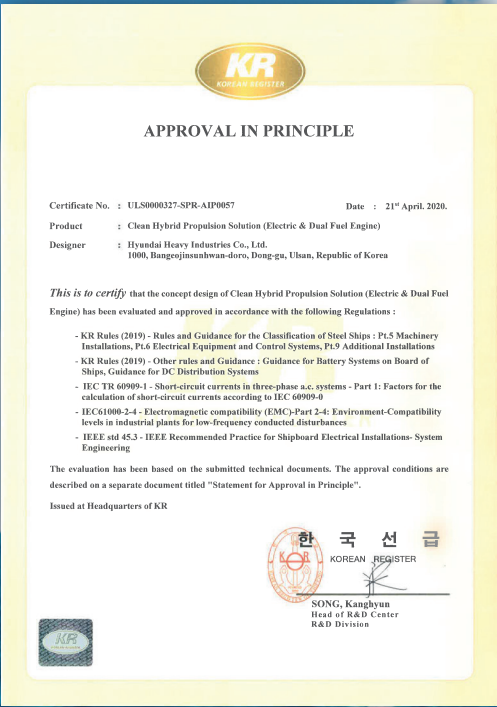 KR
KOREAN REGISTER
APPROVAL IN PRINCIPLE
Certificate No. : ULS0000327-SPR-AIP0057
Date : 21st April. 2020.
Product : Clean Hybrid Propulsion Solution (Electric & Dual Fuel Engine)
Designer : Hyundai Heavy Industries Co., Ltd.
1000, Bangeojinsunhwan-doro, Dong-gu, Ulsan, Republic of Korea
This is to certify that the concept design of Clean Hybrid Propulsion Solution (Electric & Dual Fuel
Engine) has been evaluated and approved in accordance with the following Regulations :
- KR Rules (2019) - Rules and Guidance for the Classification of Steel Ships : Pt.5 Machinery
Installations, Pt.6 Electrical Equipment and Control Systems, Pt.9 Additional Installations
- KR Rules (2019) - Other rules and Guidance : Guidance for Battery Systems on Board of
Ships, Guidance for DC Distribution Systems
- IEC TR 60909-1 - Short-circuit currents in three-phase a.c. systems - Part 1: Factors for the
calculation of short-circuit currents according to IEC 60909-0
- IEC61000-2-4 - Electromagnetic compatibility (EMC)-Part 2-4: Environment-Compatibility
levels in industrial plants for low-frequency conducted disturbances
- IEEE std 45.3 - IEEE Recommended Practice for Shipboard Electrical Installations- System
Engineering
The evaluation has been based on the submitted technical documents. The approval conditions are
described on a separate document titled "Statement for Approval in Principle".
Issued at Headquarters of KR
한 국 선 급
KOREAN REGISTER
K R
SONG, Kanghyun
Head of R&D Center
R&D Division
KR